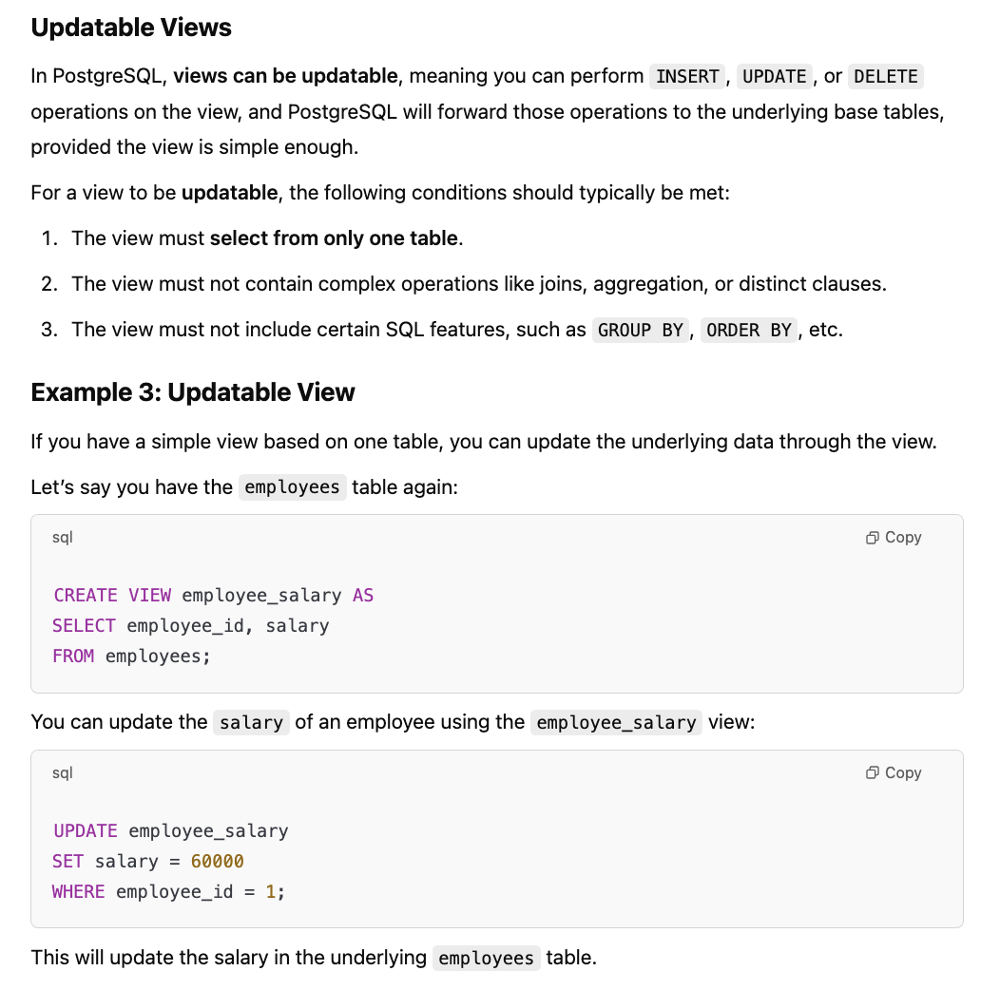 Updatable Views
In PostgreSQL, views can be updatable, meaning you can perform INSERT, UPDATE, or DELETE
operations on the view, and PostgreSQL will forward those operations to the underlying base tables,
provided the view is simple enough.
For a view to be updatable, the following conditions should typically be met:
1. The view must select from only one table.
2. The view must not contain complex operations like joins, aggregation, or distinct clauses.
3. The view must not include certain SQL features, such as GROUP BY, ORDER BY, etc.
Example 3: Updatable View
If you have a simple view based on one table, you can update the underlying data through the view.
Let’s say you have the employees table again:
sql Copy
CREATE VIEW employee_salary AS
SELECT employee_id, salary
FROM employees;
You can update the salary of an employee using the employee_salary view:
sql Copy
UPDATE employee_salary
SET salary = 60000
WHERE employee_id = 1;
This will update the salary in the underlying employees table.